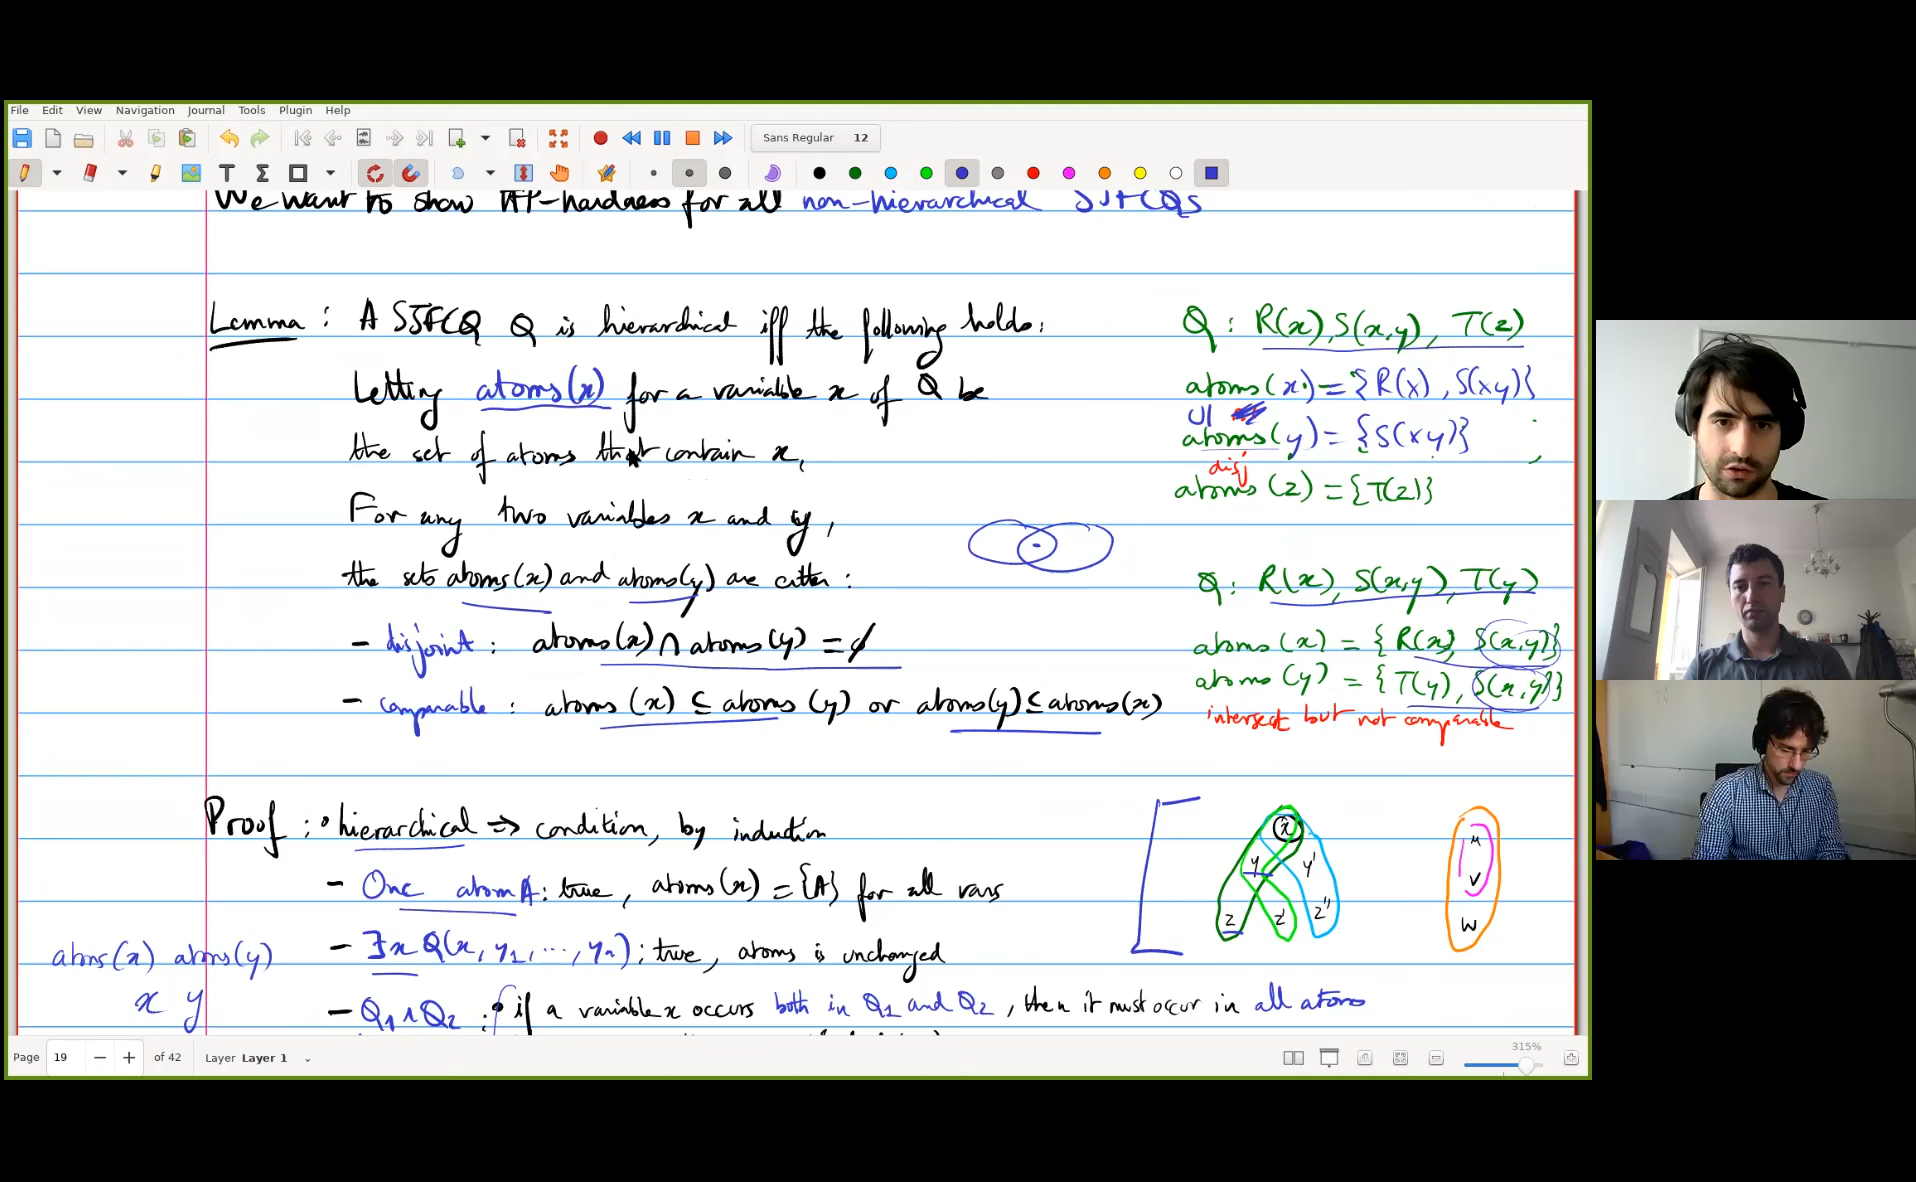 File Edit View Navigation Journal Tools Plugin Help
Sans Regular 12
We want to show #P-hardness for all non-hierarchical SJFCQs
Lemma : A SJFCQ Q is hierarchical iff the following holds:
Letting atoms(x) for a variable x of Q be
the set of atoms that contain x,
For any two variables x and y,
the sets atoms(x) and atoms(y) are either :
- disjoint : atoms(x) ∩ atoms(y) = ∅
- comparable : atoms(x) ⊆ atoms(y) or atoms(y) ⊆ atoms(x)
Q : R(x), S(x,y), T(z)
atoms(x) = {R(x), S(xy)}
U|
atoms(y) = {S(xy)}
disj
atoms(z) = {T(z)}
Q : R(x), S(x,y), T(y)
atoms(x) = {R(x), S(x,y)}
atoms(y) = {T(y), S(x,y)}
intersect but not comparable
Proof : • hierarchical => condition, by induction
- One atom A : true, atoms(x) = {A} for all vars
- ∃x Q(x, y1, ..., yn) : true, atoms is unchanged
- Q1 ∧ Q2 : • if a variable x occurs both in Q1 and Q2, then it must occur in all atoms
atoms(x) atoms(y)
x y
x
y y'
z z' z''
u
v
w
Page 19 of 42 Layer Layer 1
315%